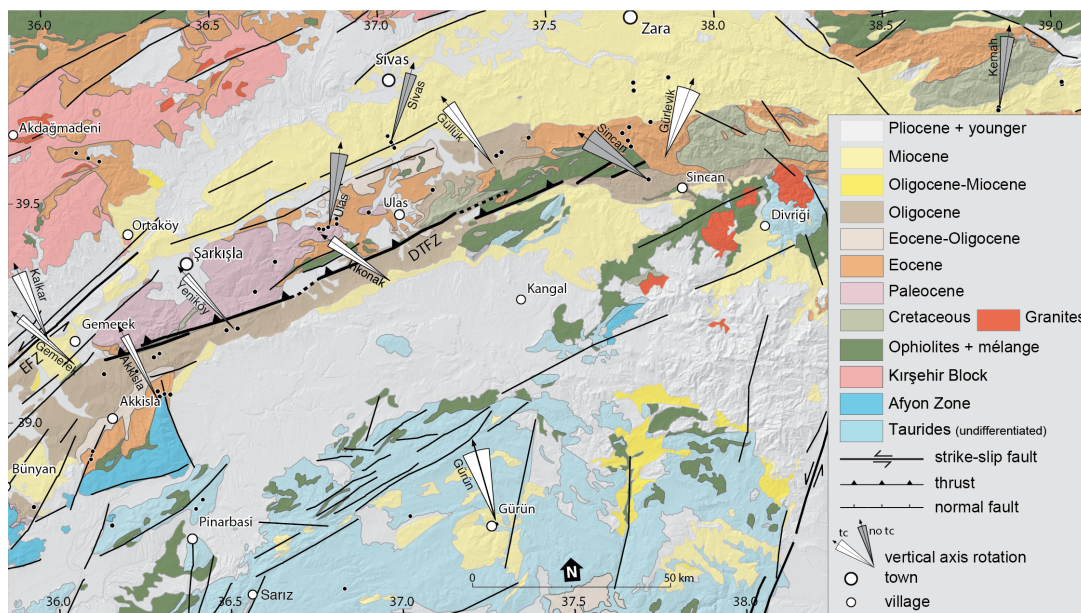 36.0
36.5
37.0
37.5
38.0
38.5
39.0
Zara
Sivas
Kemah
Sivas
Güllük
Gürlevik
Akdağmadeni
Sincan
39.5
Ulas
Ulas
Sincan
Divriği
Ortaköy
DTFZ
Şarkışla
Kalkar
Yeniköy
Kangal
Gemerek
Gemerek
EFZ
Akkisla
Akkisla
39.0
Bünyan
Gürün
Gürün
Pinarbasi
Sarız
N
0
50 km
36.0
36.5
37.0
37.5
38.0
Pliocene + younger
Miocene
Oligocene-Miocene
Oligocene
Eocene-Oligocene
Eocene
Paleocene
Cretaceous
Granites
Ophiolites + mélange
Kırşehir Block
Afyon Zone
Taurides (undifferentiated)
strike-slip fault
thrust
normal fault
tc
no tc
vertical axis rotation
town
village